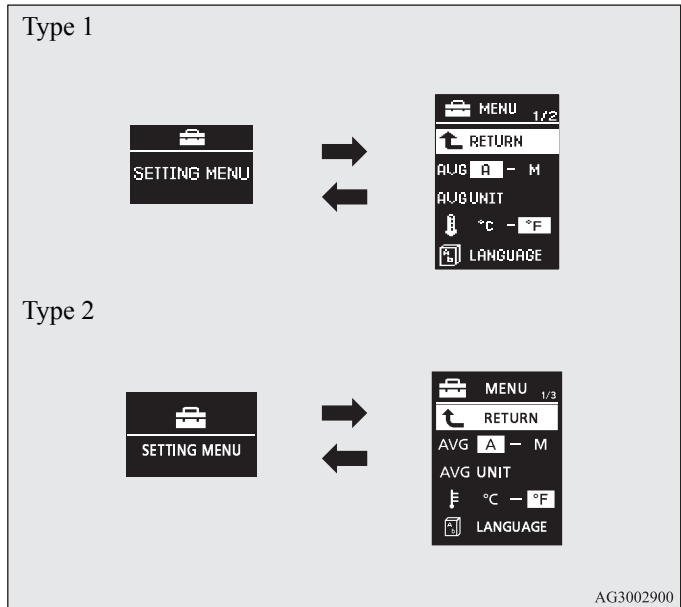 Type 1
SETTING MENU
MENU 1/2
RETURN
AVG A - M
AVG UNIT
°C - °F
LANGUAGE
Type 2
SETTING MENU
MENU 1/3
RETURN
AVG A - M
AVG UNIT
°C - °F
LANGUAGE
AG3002900